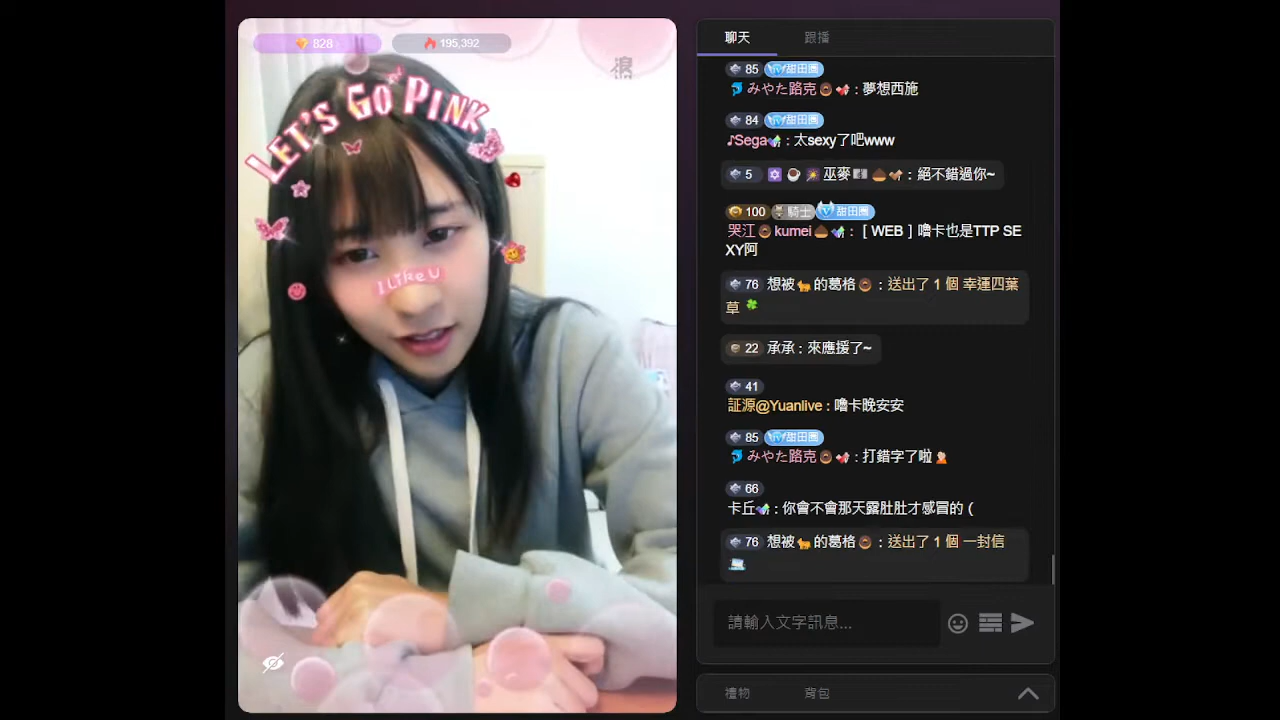 828
195,392
LET'S GO PINK
I Like U
聊天
跟播
85 甜田圈
みやた路克 : 夢想西施
84 甜田圈
♪Sega : 太sexy了吧www
5 巫麥 : 絕不錯過你~
100 騎士 甜田圈
哭江 kumei : [ WEB ] 嚕卡也是TTP SE
XY阿
76 想被 的葛格 : 送出了 1 個 幸運四葉
草
22 承承 : 來應援了~
41
証源@Yuanlive : 嚕卡晚安安
85 甜田圈
みやた路克 : 打錯字了啦
66
卡丘 : 你會不會那天露肚肚才感冒的 (
76 想被 的葛格 : 送出了 1 個 一封信
請輸入文字訊息...
禮物
背包